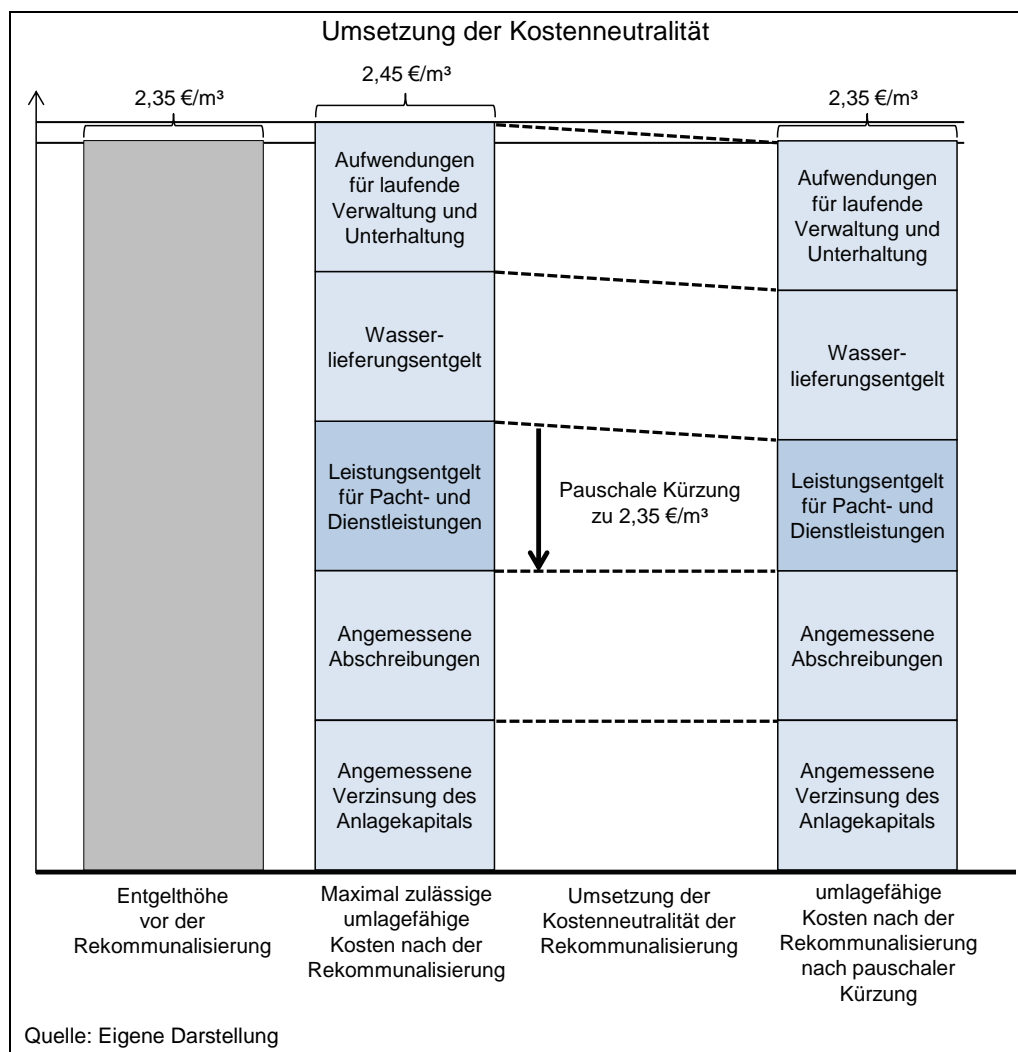 Umsetzung der Kostenneutralität
2,35 €/m³
2,45 €/m³
2,35 €/m³
Aufwendungen
für laufende
Verwaltung und
Unterhaltung
Wasser-
lieferungsentgelt
Leistungsentgelt
für Pacht- und
Dienstleistungen
Angemessene
Abschreibungen
Angemessene
Verzinsung des
Anlagekapitals
Pauschale Kürzung
zu 2,35 €/m³
Aufwendungen
für laufende
Verwaltung und
Unterhaltung
Wasser-
lieferungsentgelt
Leistungsentgelt
für Pacht- und
Dienstleistungen
Angemessene
Abschreibungen
Angemessene
Verzinsung des
Anlagekapitals
Entgelthöhe
vor der
Rekommunalisierung
Maximal zulässige
umlagefähige
Kosten nach der
Rekommunalisierung
Umsetzung der
Kostenneutralität der
Rekommunalisierung
umlagefähige
Kosten nach der
Rekommunalisierung
nach pauschaler
Kürzung
Quelle: Eigene Darstellung